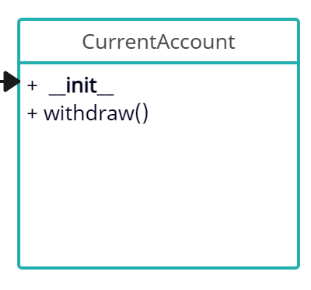 CurrentAccount
+ __init__
+ withdraw()